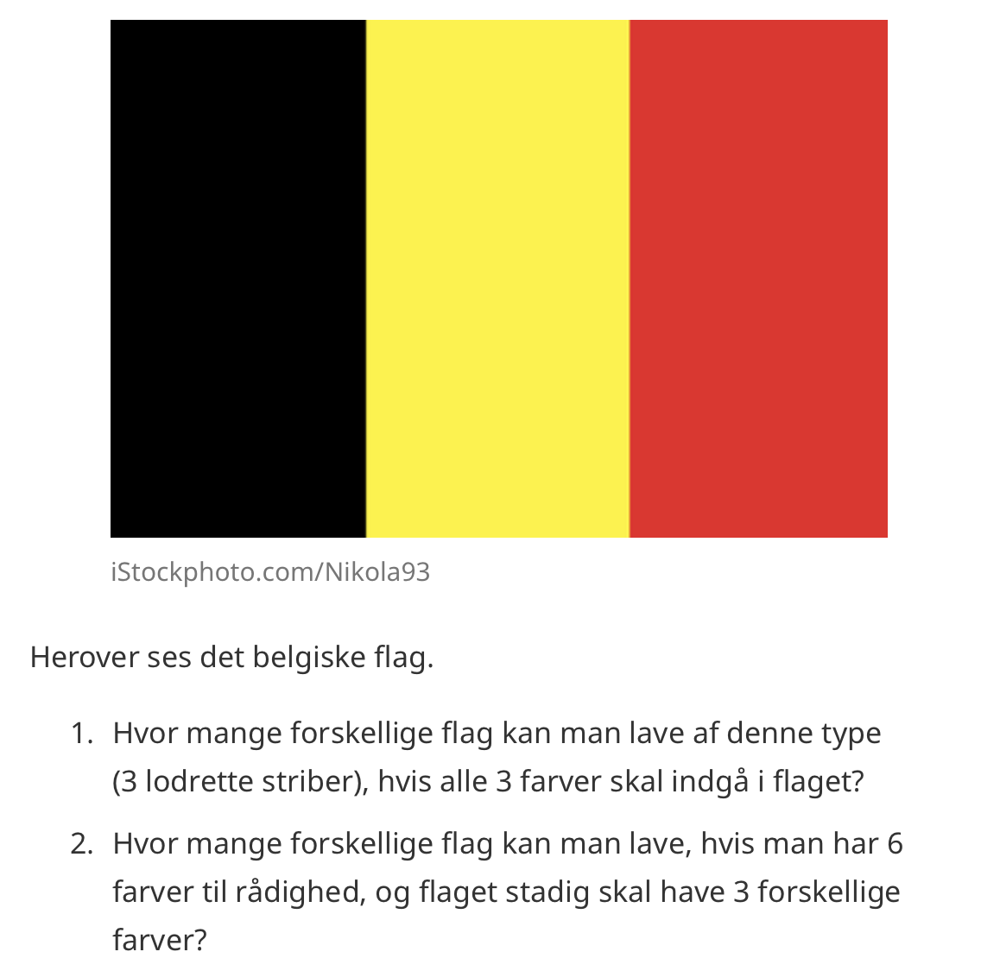 iStockphoto.com/Nikola93
Herover ses det belgiske flag.
1. Hvor mange forskellige flag kan man lave af denne type
(3 lodrette striber), hvis alle 3 farver skal indgå i flaget?
2. Hvor mange forskellige flag kan man lave, hvis man har 6
farver til rådighed, og flaget stadig skal have 3 forskellige
farver?